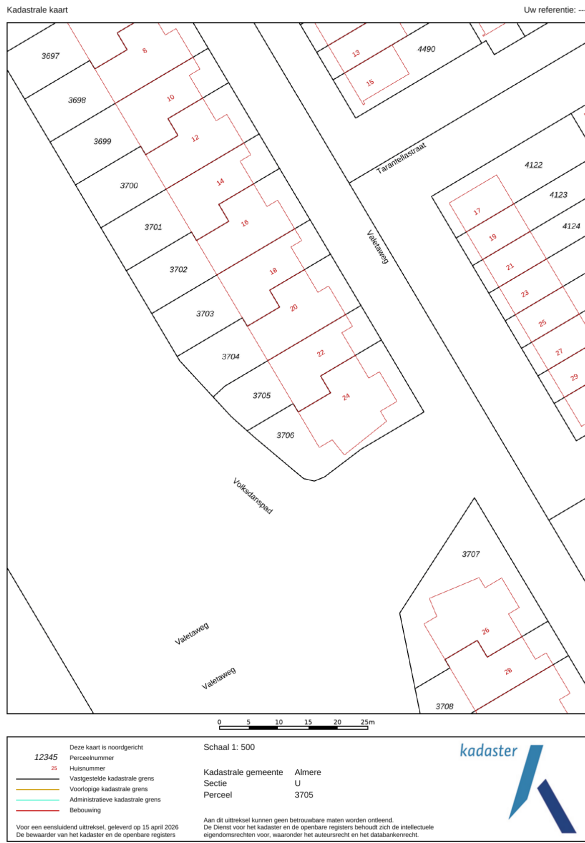 Kadastrale kaart
Uw referentie: --
3697
8
13
4490
15
3698
10
3699
12
Tarantellastraat
4122
3700
14
4123
17
3701
16
4124
19
Valetaweg
3702
18
21
3703
20
23
25
3704
22
27
3705
24
29
3706
Volksdanspad
3707
Valetaweg
26
Valetaweg
28
3708
0 5 10 15 20 25m
Deze kaart is noordgericht
12345 Perceelnummer
25 Huisnummer
Vastgestelde kadastrale grens
Voorlopige kadastrale grens
Administratieve kadastrale grens
Bebouwing
Voor een eensluidend uittreksel, geleverd op 15 april 2026
De bewaarder van het kadaster en de openbare registers
Schaal 1: 500
Kadastrale gemeente Almere
Sectie U
Perceel 3705
Aan dit uittreksel kunnen geen betrouwbare maten worden ontleend.
De Dienst voor het kadaster en de openbare registers behoudt zich de intellectuele
eigendomsrechten voor, waaronder het auteursrecht en het databankenrecht.
kadaster